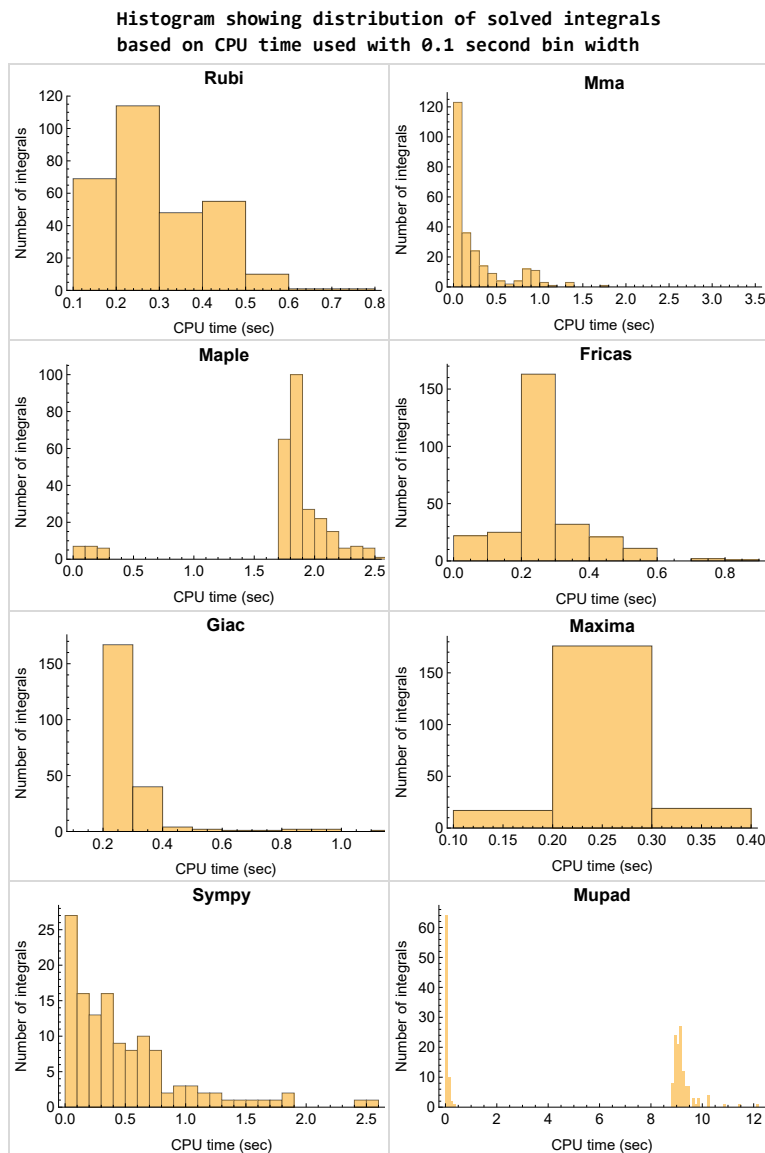 Histogram showing distribution of solved integrals
based on CPU time used with 0.1 second bin width
Rubi
Number of integrals
120
100
80
60
40
20
0
0.1 0.2 0.3 0.4 0.5 0.6 0.7 0.8
CPU time (sec)
Mma
Number of integrals
120
100
80
60
40
20
0
0.0 0.5 1.0 1.5 2.0 2.5 3.0 3.5
CPU time (sec)
Maple
Number of integrals
100
80
60
40
20
0
0.0 0.5 1.0 1.5 2.0 2.5
CPU time (sec)
Fricas
Number of integrals
150
100
50
0
0.0 0.2 0.4 0.6 0.8
CPU time (sec)
Giac
Number of integrals
150
100
50
0
0.2 0.4 0.6 0.8 1.0
CPU time (sec)
Maxima
Number of integrals
150
100
50
0
0.10 0.15 0.20 0.25 0.30 0.35 0.40
CPU time (sec)
Sympy
Number of integrals
25
20
15
10
5
0
0.0 0.5 1.0 1.5 2.0 2.5
CPU time (sec)
Mupad
Number of integrals
60
50
40
30
20
10
0
0 2 4 6 8 10 12
CPU time (sec)